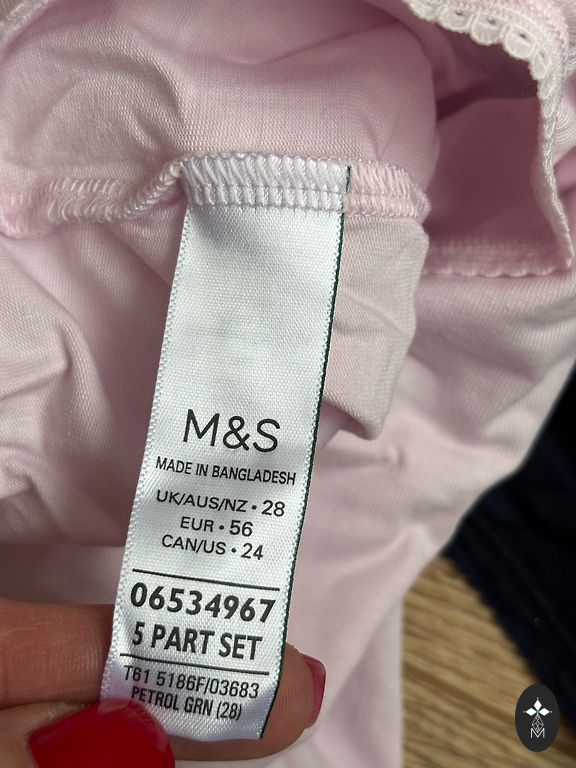 M&S
MADE IN BANGLADESH
UK/AUS/NZ • 28
EUR • 56
CAN/US • 24
06534967
5 PART SET
T61 5186F/03683
PETROL GRN (28)
M